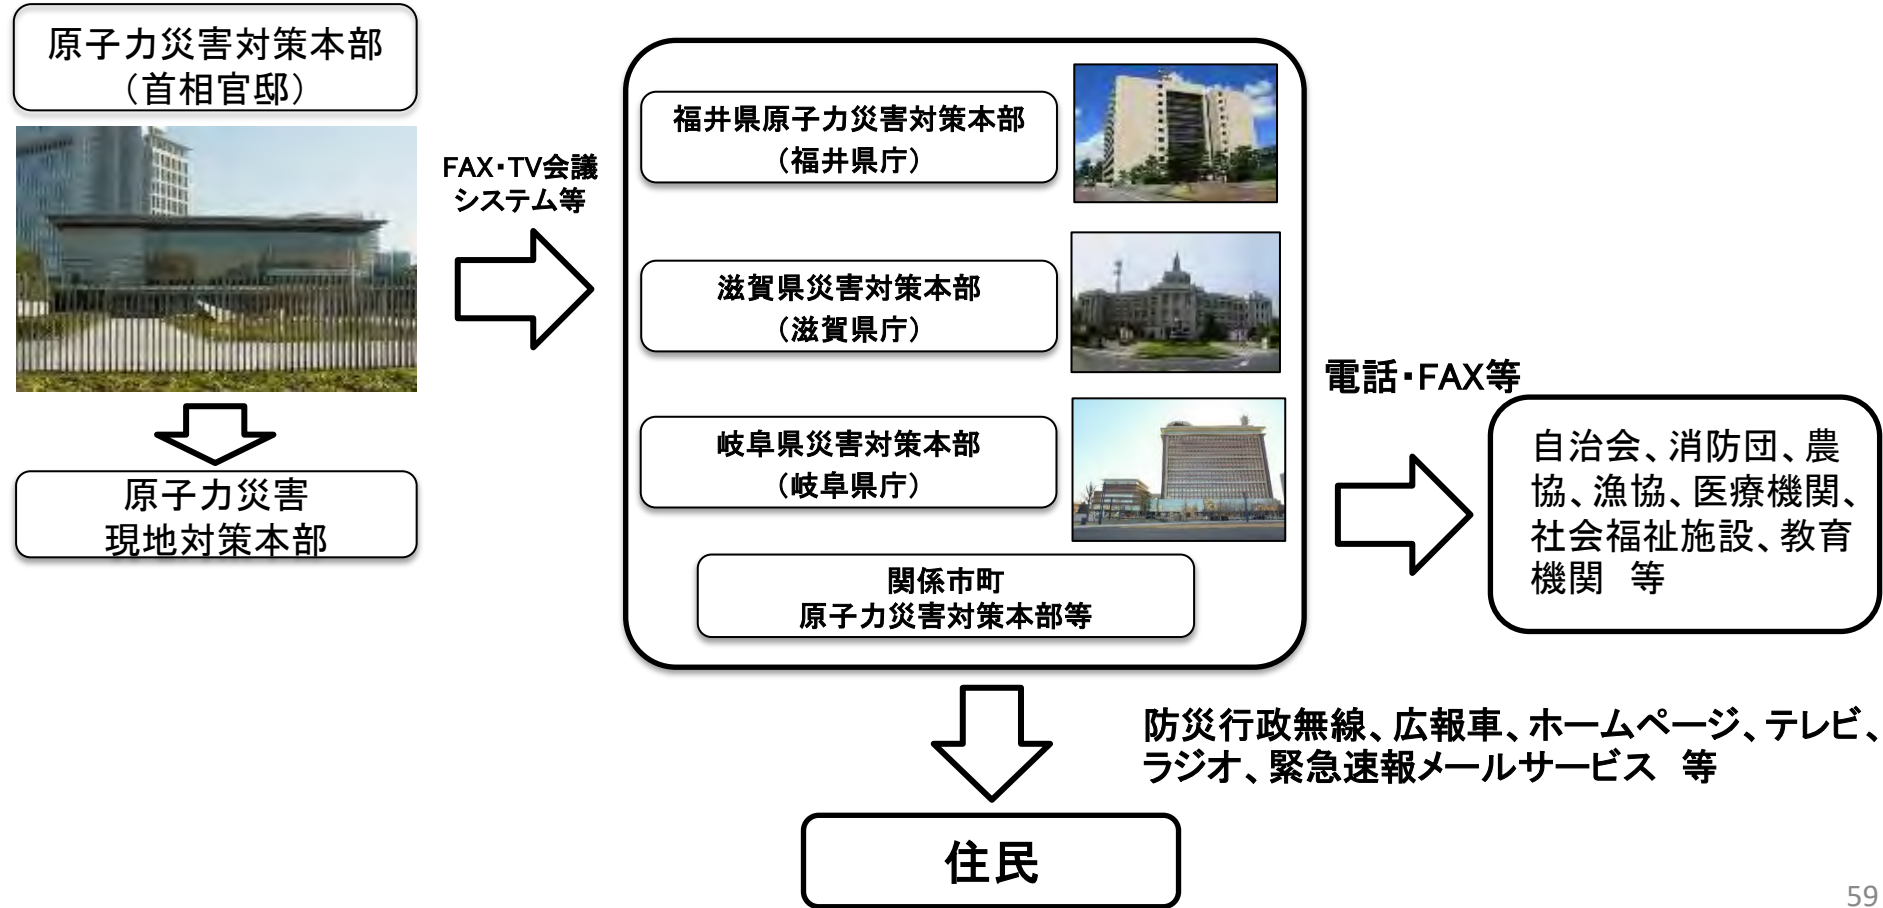 原子力災害対策本部
（首相官邸）
原子力災害
現地対策本部
FAX・TV会議
システム等
福井県原子力災害対策本部
（福井県庁）
滋賀県災害対策本部
（滋賀県庁）
岐阜県災害対策本部
（岐阜県庁）
関係市町
原子力災害対策本部等
電話・FAX等
自治会、消防団、農
協、漁協、医療機関、
社会福祉施設、教育
機関　等
防災行政無線、広報車、ホームページ、テレビ、
ラジオ、緊急速報メールサービス　等
住民
59